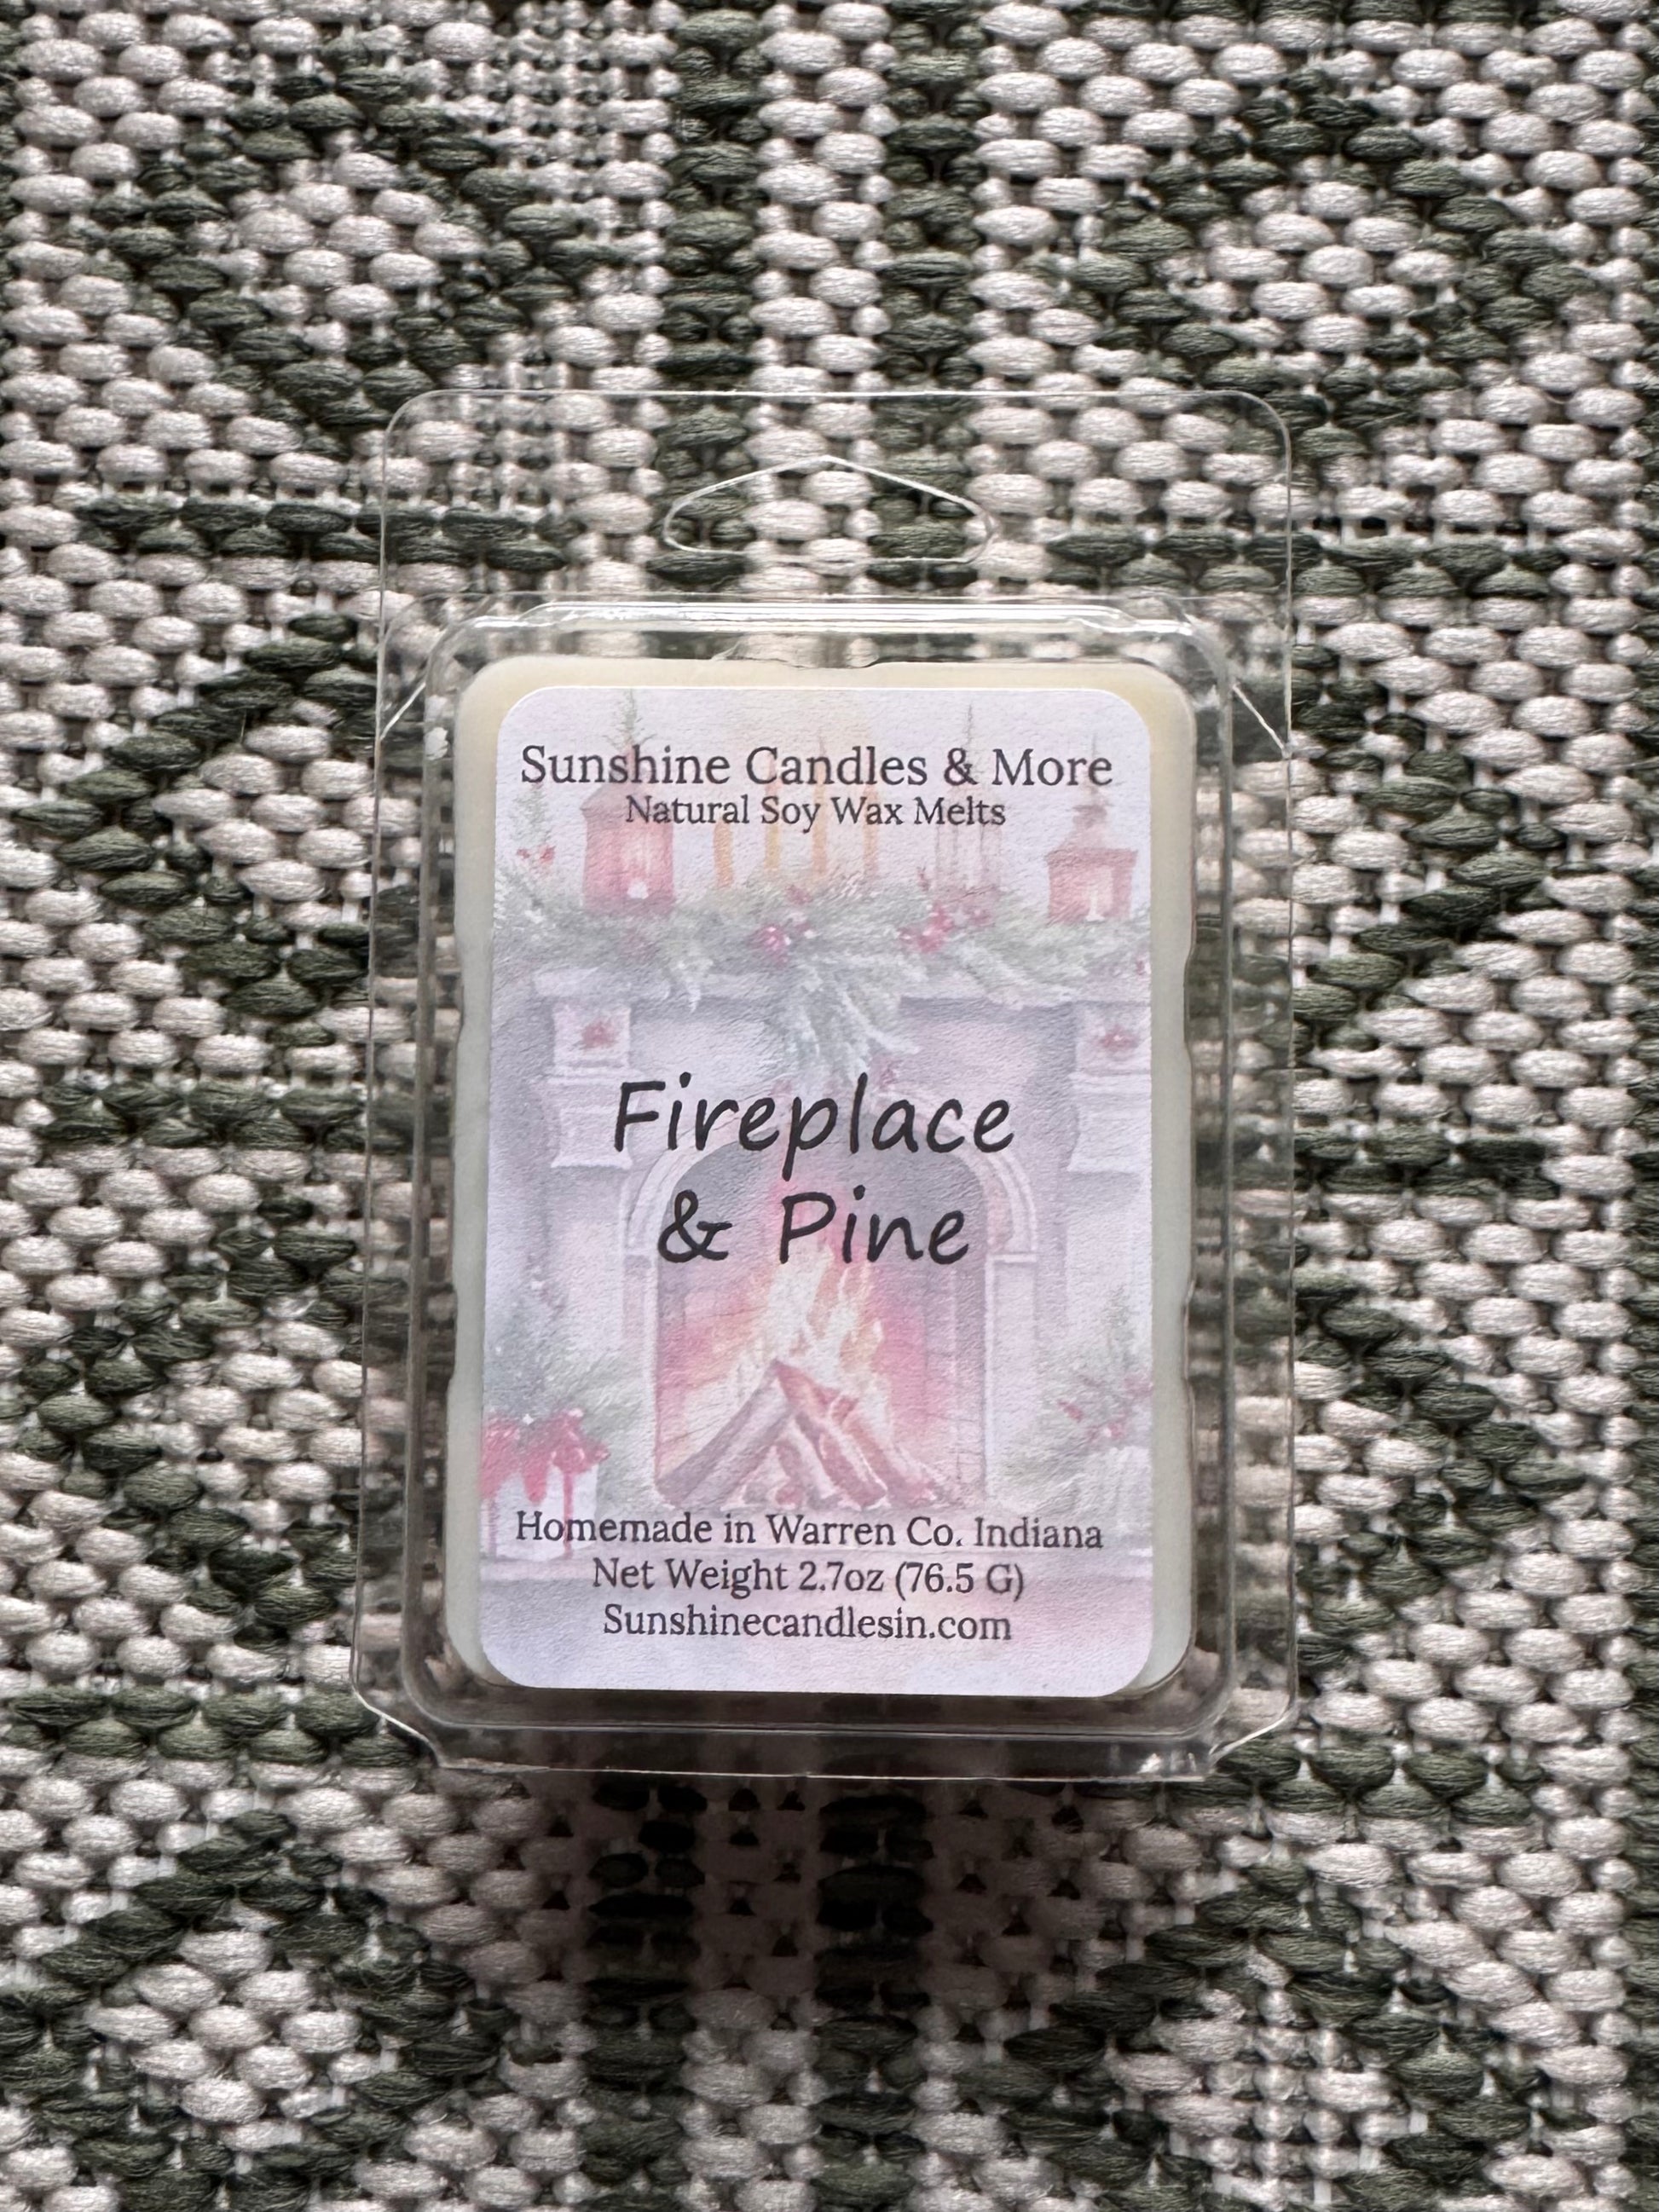 Sunshine Candles & More
Natural Soy Wax Melts
Fireplace
& Pine
Homemade in Warren Co. Indiana
Net Weight 2.7oz (76.5 G)
Sunshinecandlesin.com